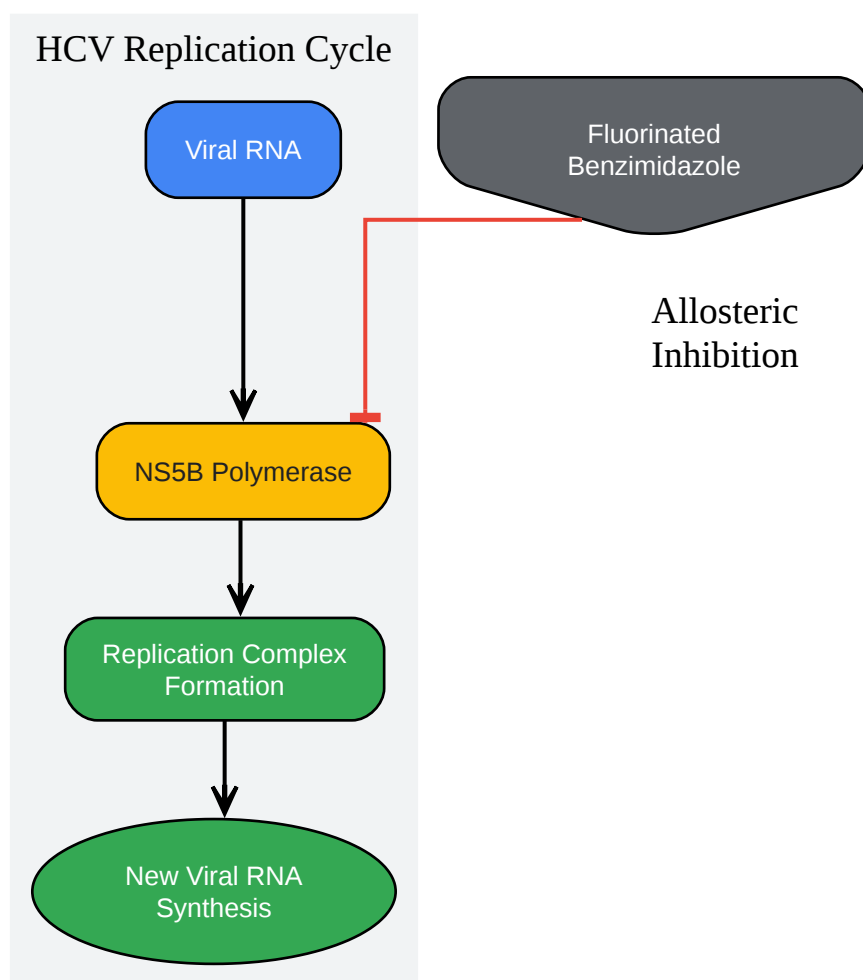 HCV Replication Cycle
Viral RNA
Fluorinated
Benzimidazole
Allosteric
Inhibition
NS5B Polymerase
Replication Complex
Formation
New Viral RNA
Synthesis